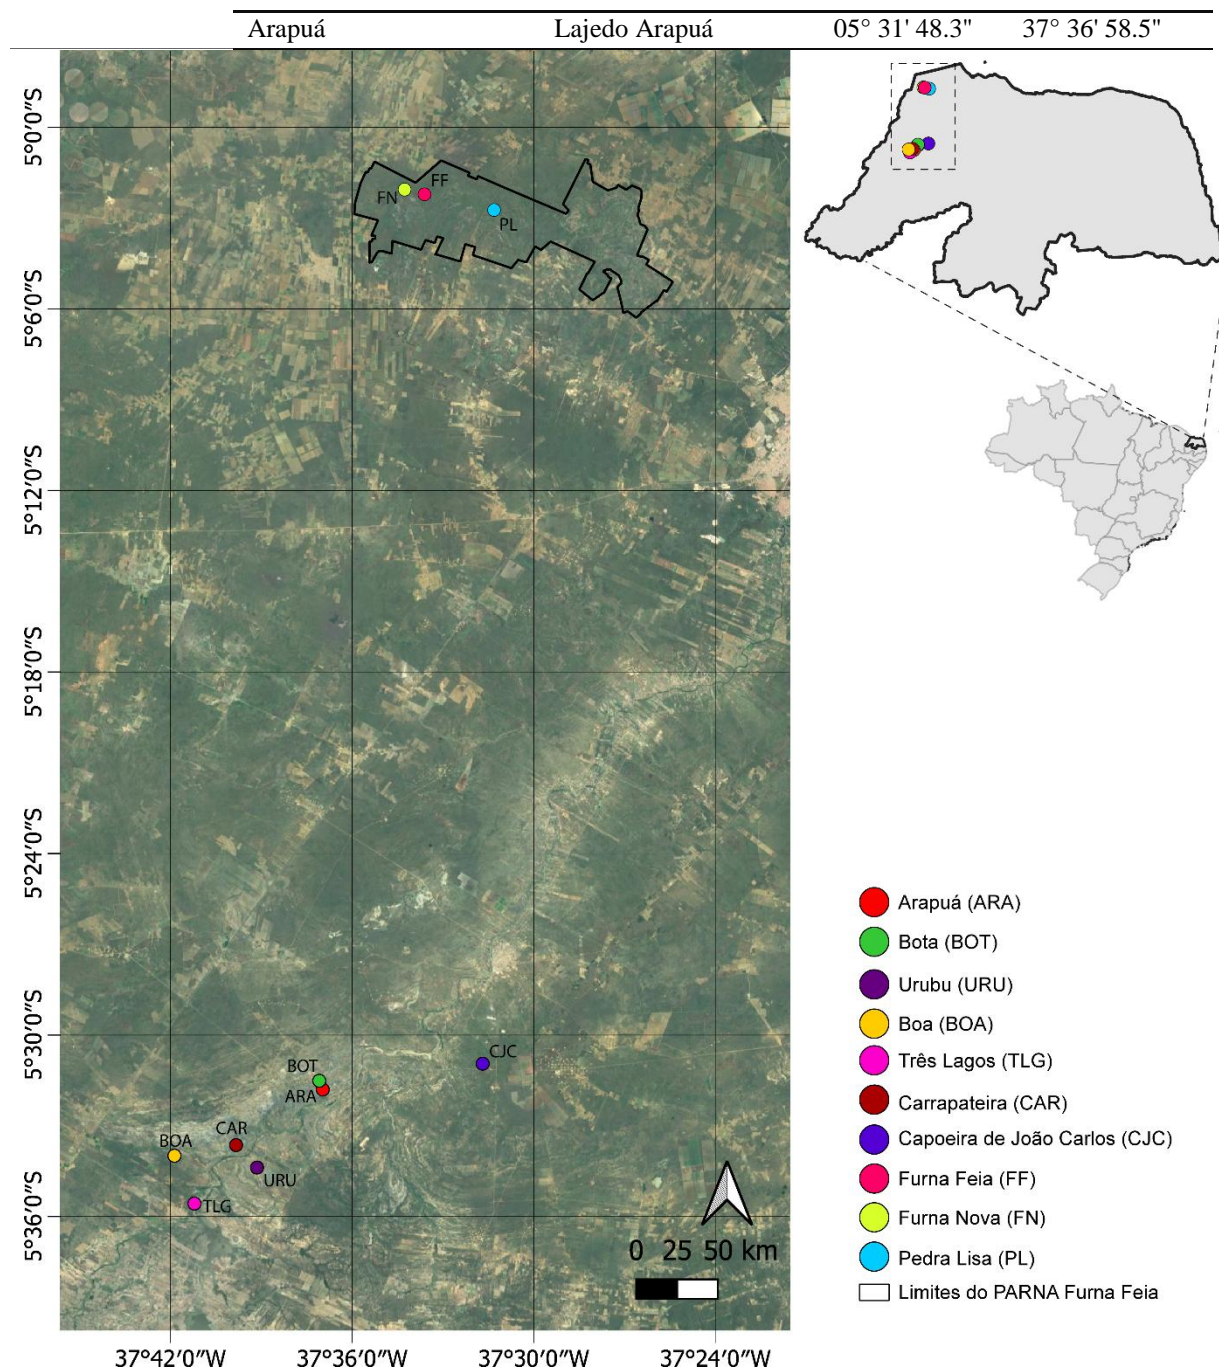 Arapuá Lajedo Arapuá 05° 31' 48.3" 37° 36' 58.5"
5°0'0"S
5°6'0"S
5°12'0"S
5°18'0"S
5°24'0"S
5°30'0"S
5°36'0"S
FN
FF
PL
BOT
ARA
CJC
CAR
BOA
URU
TLG
0 25 50 km
37°42'0"W 37°36'0"W 37°30'0"W 37°24'0"W
Arapuá (ARA)
Bota (BOT)
Urubu (URU)
Boa (BOA)
Três Lagos (TLG)
Carrapateira (CAR)
Capoeira de João Carlos (CJC)
Furna Feia (FF)
Furna Nova (FN)
Pedra Lisa (PL)
Limites do PARNA Furna Feia